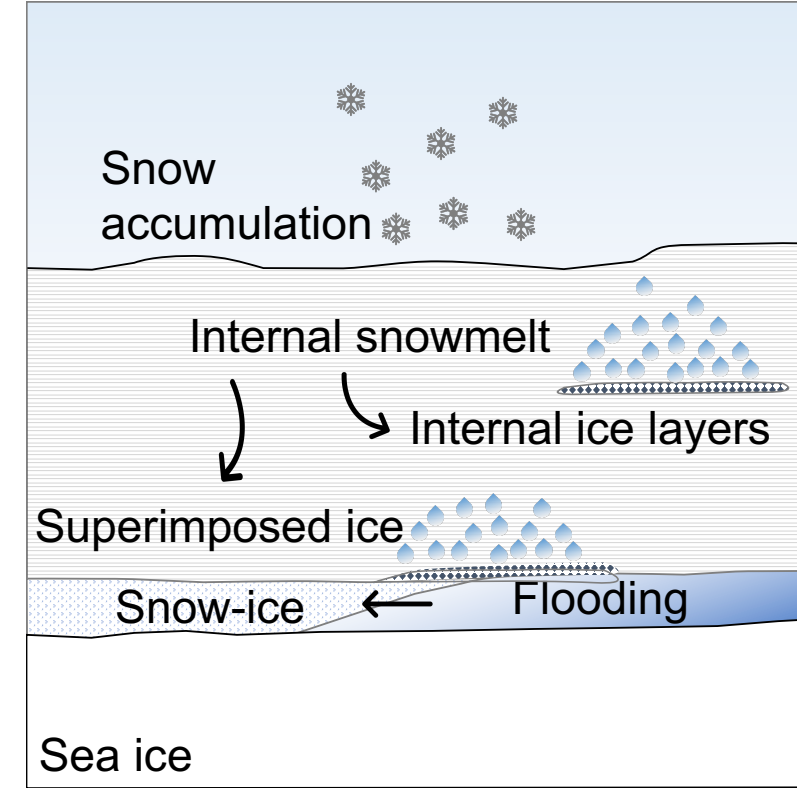 Snow
accumulation
Internal snowmelt
Internal ice layers
Superimposed ice
Snow-ice
Flooding
Sea ice